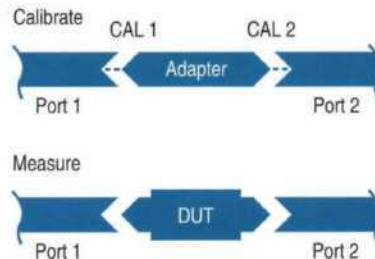 Calibrate
CAL 1 CAL 2
Adapter
Port 1 Port 2
Measure
DUT
Port 1 Port 2